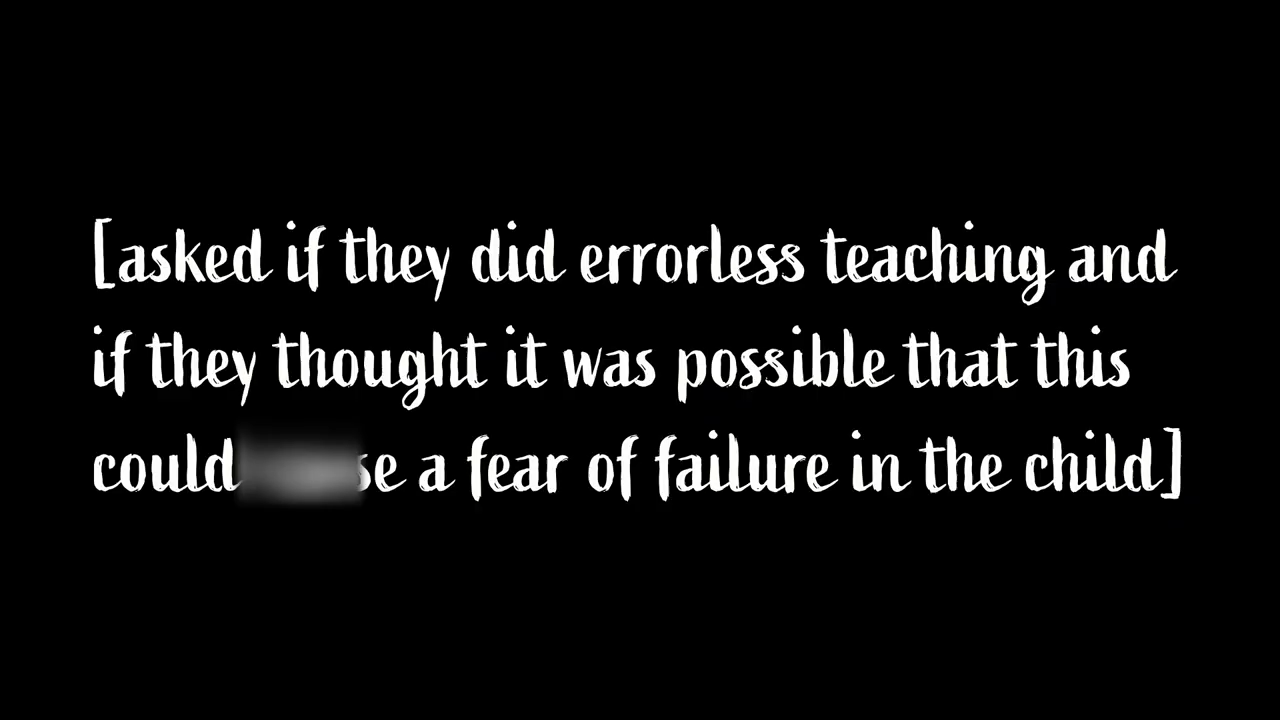 [asked if they did errorless teaching and
if they thought it was possible that this
could a fear of failure in the child]